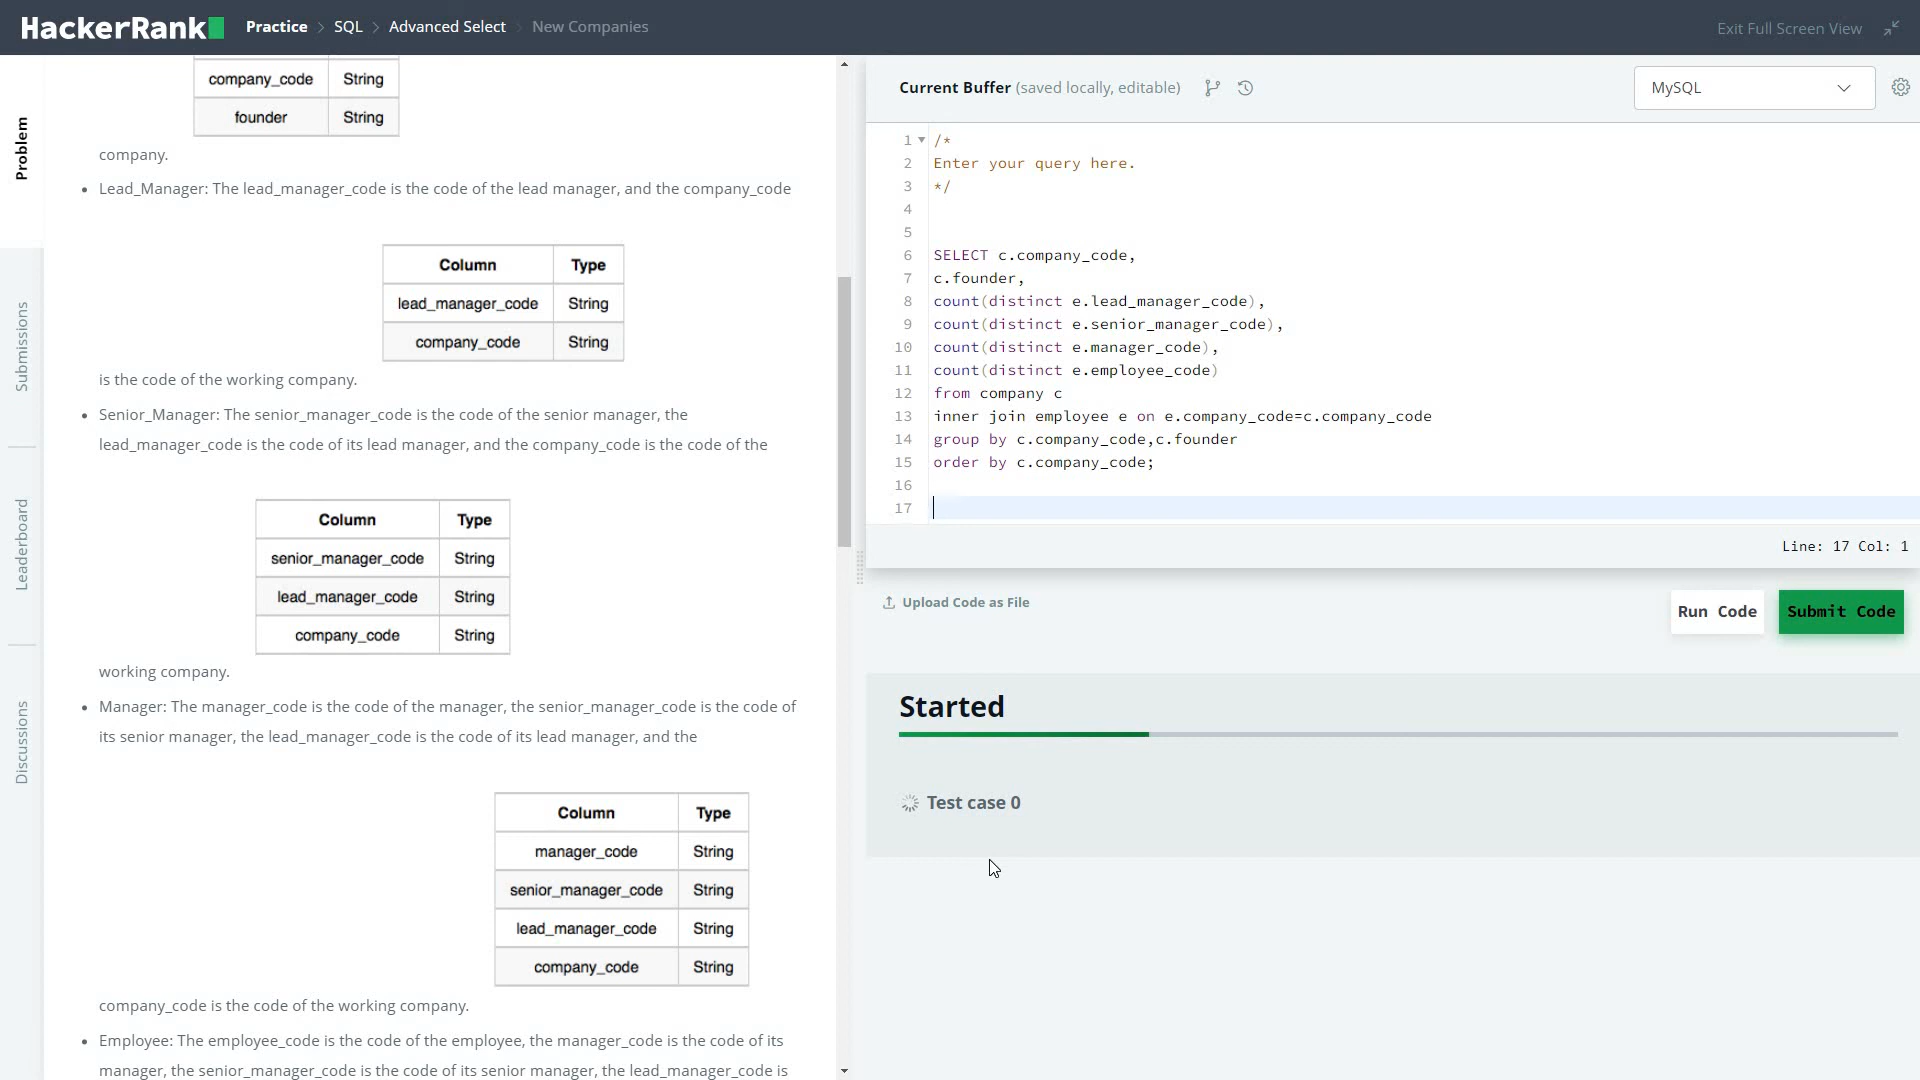 HackerRank
Practice > SQL > Advanced Select > New Companies
Exit Full Screen View
Problem
Submissions
Leaderboard
Discussions
company_code String
founder String
company.
• Lead_Manager: The lead_manager_code is the code of the lead manager, and the company_code
Column Type
lead_manager_code String
company_code String
is the code of the working company.
• Senior_Manager: The senior_manager_code is the code of the senior manager, the
lead_manager_code is the code of its lead manager, and the company_code is the code of the
Column Type
senior_manager_code String
lead_manager_code String
company_code String
working company.
• Manager: The manager_code is the code of the manager, the senior_manager_code is the code of
its senior manager, the lead_manager_code is the code of its lead manager, and the
Column Type
manager_code String
senior_manager_code String
lead_manager_code String
company_code String
company_code is the code of the working company.
• Employee: The employee_code is the code of the employee, the manager_code is the code of its
manager, the senior_manager_code is the code of its senior manager, the lead_manager_code is
Current Buffer (saved locally, editable)
MySQL
1 /*
2 Enter your query here.
3 */
4
5
6 SELECT c.company_code,
7 c.founder,
8 count(distinct e.lead_manager_code),
9 count(distinct e.senior_manager_code),
10 count(distinct e.manager_code),
11 count(distinct e.employee_code)
12 from company c
13 inner join employee e on e.company_code=c.company_code
14 group by c.company_code,c.founder
15 order by c.company_code;
16
17
Line: 17 Col: 1
Upload Code as File
Run Code
Submit Code
Started
Test case 0